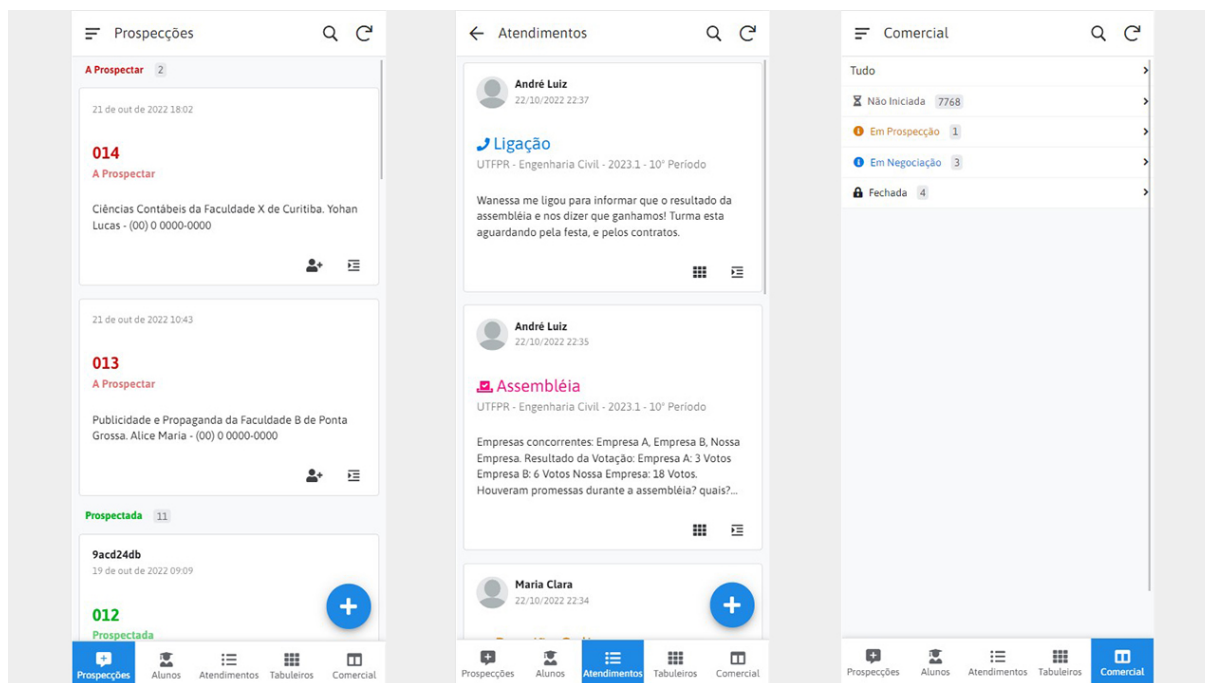 Prospecções
A Prospectar 2
21 de out de 2022 18:02
014
A Prospectar
Ciências Contábeis da Faculdade X de Curitiba. Yohan
Lucas - (00) 0 0000-0000
21 de out de 2022 10:43
013
A Prospectar
Publicidade e Propaganda da Faculdade B de Ponta
Grossa. Alice Maria - (00) 0 0000-0000
Prospectada 11
9acd24db
19 de out de 2022 09:09
012
Prospectada
Prospecções Alunos Atendimentos Tabuleiros Comercial
Atendimentos
André Luiz
22/10/2022 22:37
Ligação
UTFPR - Engenharia Civil - 2023.1 - 10º Período
Wanessa me ligou para informar que o resultado da
assembléia e nos dizer que ganhamos! Turma esta
aguardando pela festa, e pelos contratos.
André Luiz
22/10/2022 22:35
Assembléia
UTFPR - Engenharia Civil - 2023.1 - 10º Período
Empresas concorrentes: Empresa A, Empresa B, Nossa
Empresa. Resultado da Votação: Empresa A: 3 Votos
Empresa B: 6 Votos Nossa Empresa: 18 Votos.
Houveram promessas durante a assembléia? quais?...
Maria Clara
22/10/2022 22:34
Prospecções Alunos Atendimentos Tabuleiros Comercial
Comercial
Tudo
Não Iniciada 7768
Em Prospecção 1
Em Negociação 3
Fechada 4
Prospecções Alunos Atendimentos Tabuleiros Comercial